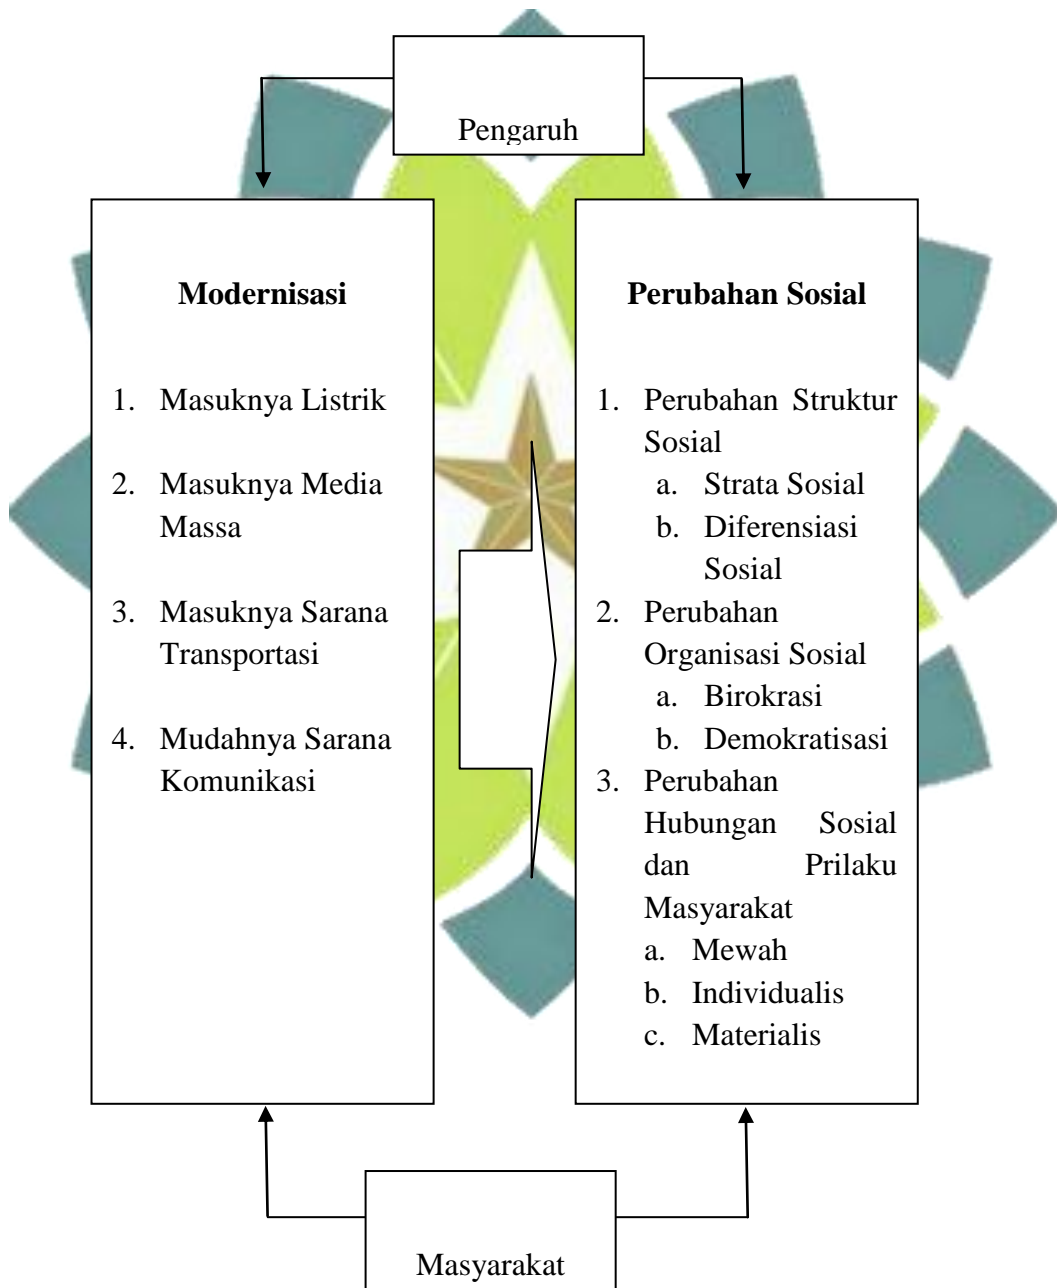 Pengaruh
Modernisasi
1. Masuknya Listrik
2. Masuknya Media
Massa
3. Masuknya Sarana
Transportasi
4. Mudahnya Sarana
Komunikasi
Perubahan Sosial
1. Perubahan Struktur
Sosial
a. Strata Sosial
b. Diferensiasi
Sosial
2. Perubahan
Organisasi Sosial
a. Birokrasi
b. Demokratisasi
3. Perubahan
Hubungan Sosial
dan Prilaku
Masyarakat
a. Mewah
b. Individualis
c. Materialis
Masyarakat